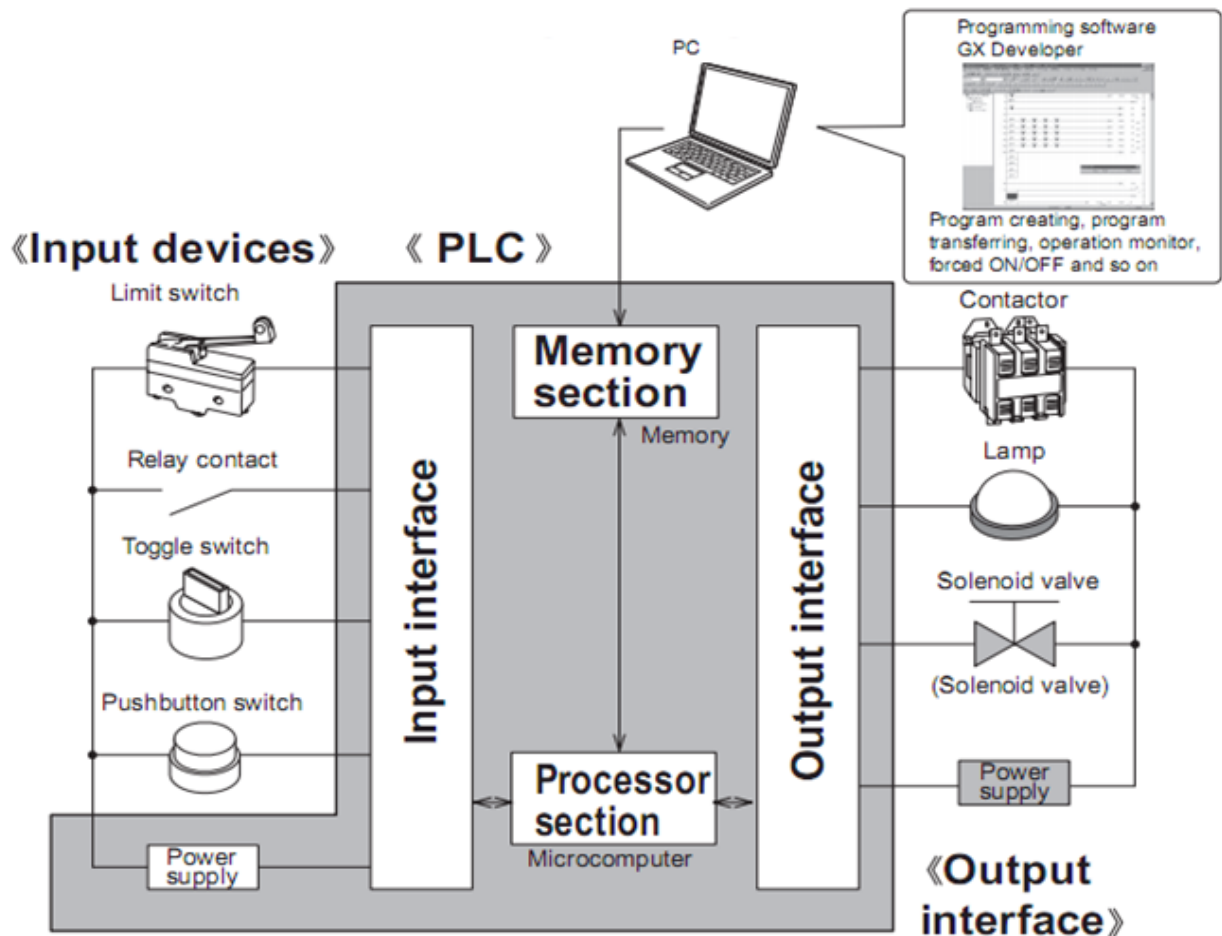 PC
Programming software
GX Developer
Program creating, program
transferring, operation monitor,
forced ON/OFF and so on
《Input devices》
《 PLC 》
Limit switch
Relay contact
Toggle switch
Pushbutton switch
Power
supply
Input interface
Memory
section
Memory
Processor
section
Microcomputer
Output interface
Contactor
Lamp
Solenoid valve
(Solenoid valve)
Power
supply
《Output
interface》